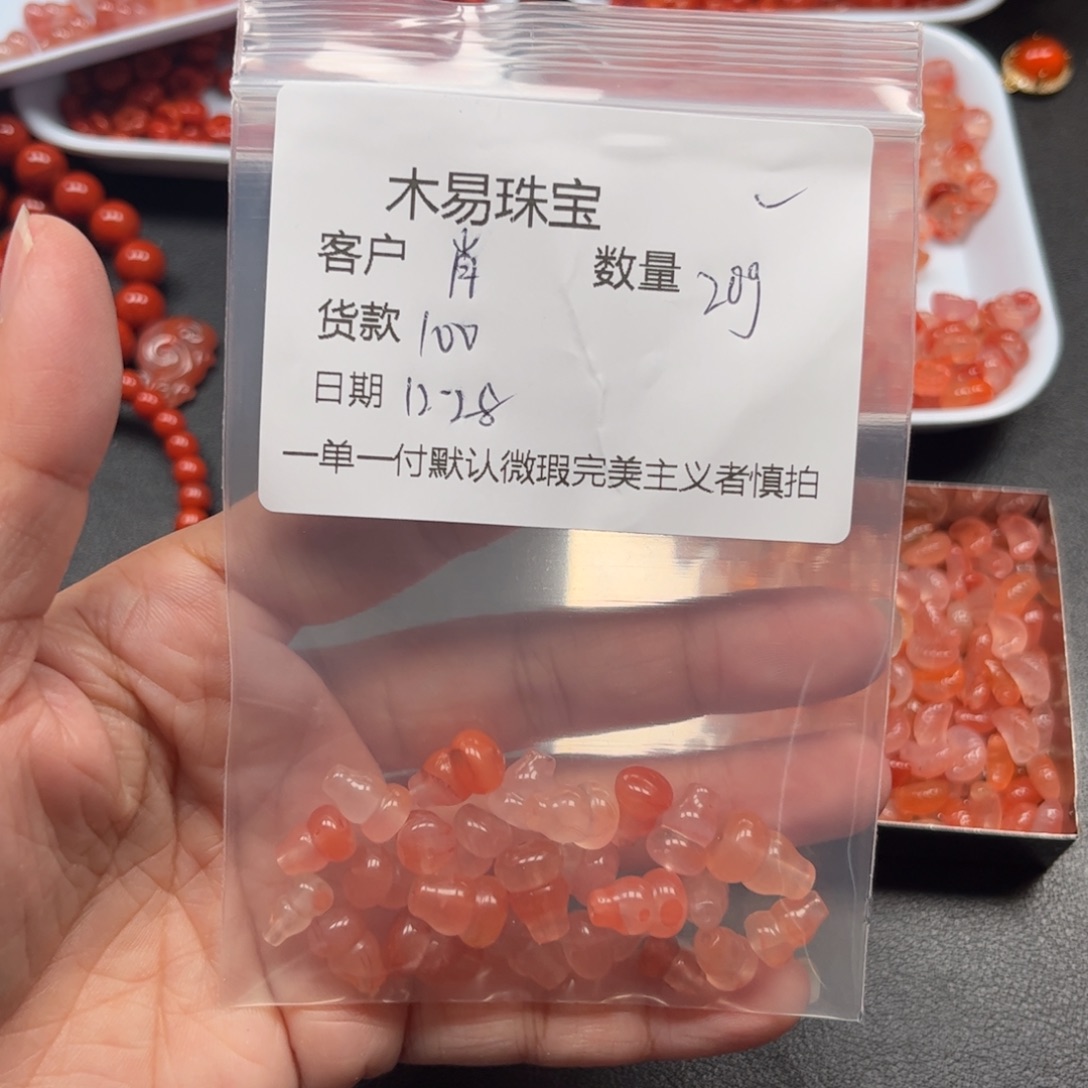 木易珠宝
客户 肖 数量 20g
货款 100
日期 12-28
一单一付默认微瑕完美主义者慎拍